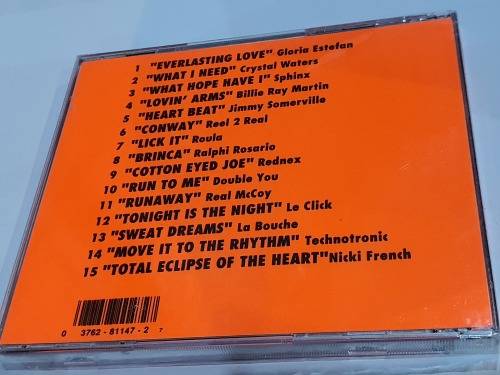 1 "EVERLASTING LOVE" Gloria Estefan
2 "WHAT I NEED" Crystal Waters
3 "WHAT HOPE HAVE I" Sphinx
4 "LOVIN' ARMS" Billie Ray Martin
5 "HEART BEAT" Jimmy Somerville
6 "CONWAY" Reel 2 Real
7 "LICK IT" Roula
8 "BRINCA" Ralphi Rosario
9 "COTTON EYED JOE" Rednex
10 "RUN TO ME" Double You
11 "RUNAWAY" Real McCoy
12 "TONIGHT IS THE NIGHT" Le Click
13 "SWEAT DREAMS" La Bouche
14 "MOVE IT TO THE RHYTHM" Technotronic
15 "TOTAL ECLIPSE OF THE HEART" Nicki French
0 3762-81147-2 7